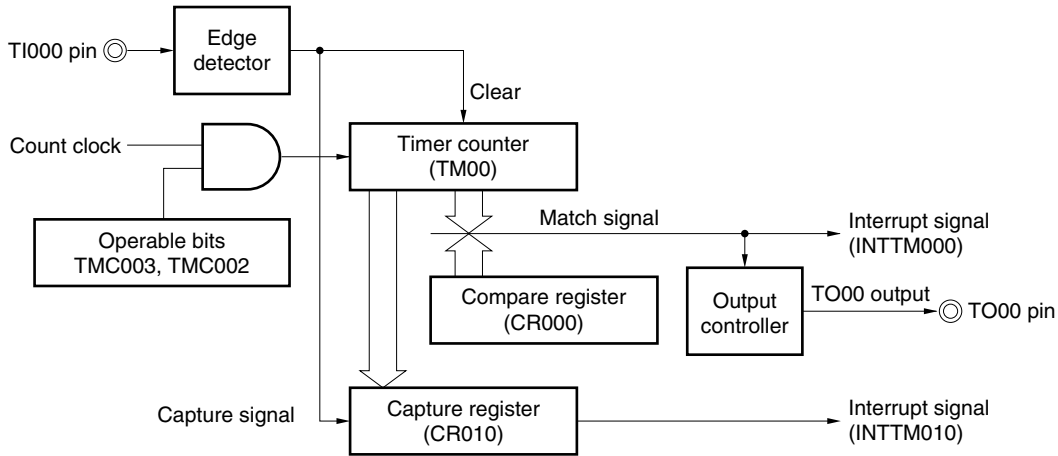 TI000 pin
Edge
detector
Clear
Count clock
Timer counter
(TM00)
Operable bits
TMC003, TMC002
Match signal
Interrupt signal
(INTTM000)
Compare register
(CR000)
Output
controller
TO00 output
TO00 pin
Capture signal
Capture register
(CR010)
Interrupt signal
(INTTM010)